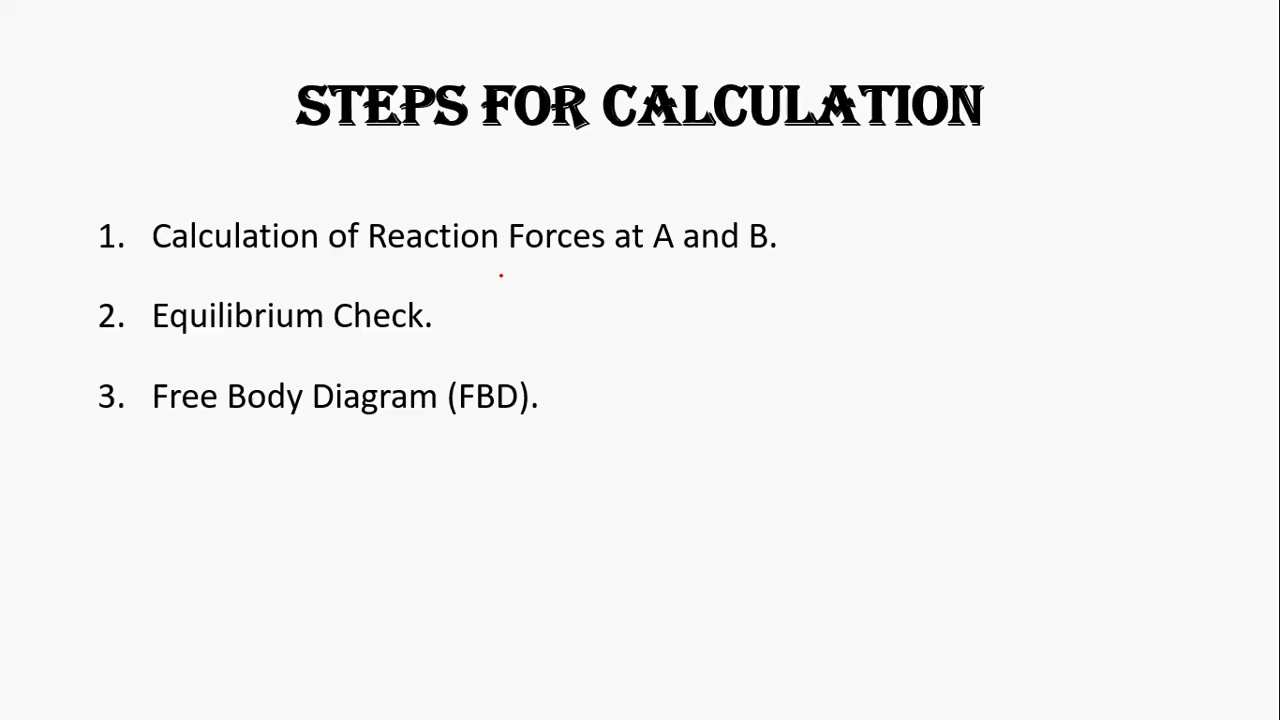 STEPS FOR CALCULATION
1. Calculation of Reaction Forces at A and B.
2. Equilibrium Check.
3. Free Body Diagram (FBD).